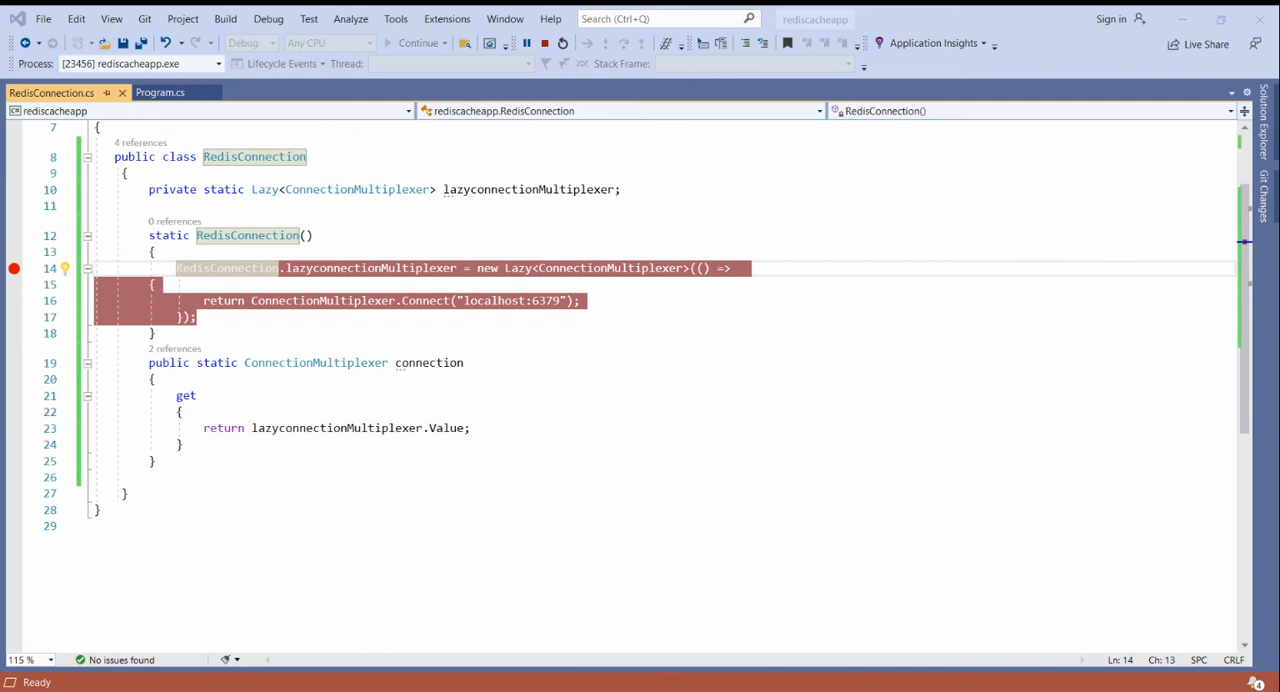 File Edit View Git Project Build Debug Test Analyze Tools Extensions Window Help Search (Ctrl+Q) rediscacheapp Sign in
Debug Any CPU Continue Application Insights Live Share
Process: [23456] rediscacheapp.exe Lifecycle Events Thread: Stack Frame:
RedisConnection.cs Program.cs
rediscacheapp rediscacheapp.RedisConnection RedisConnection()
7 {
4 references
8 public class RedisConnection
9 {
10 private static Lazy<ConnectionMultiplexer> lazyconnectionMultiplexer;
11
0 references
12 static RedisConnection()
13 {
14 RedisConnection.lazyconnectionMultiplexer = new Lazy<ConnectionMultiplexer>(() =>
15 {
16 return ConnectionMultiplexer.Connect("localhost:6379");
17 });
18 }
2 references
19 public static ConnectionMultiplexer connection
20 {
21 get
22 {
23 return lazyconnectionMultiplexer.Value;
24 }
25 }
26
27 }
28 }
29
Solution Explorer
Git Changes
115 % No issues found Ln: 14 Ch: 13 SPC CRLF
Ready 4